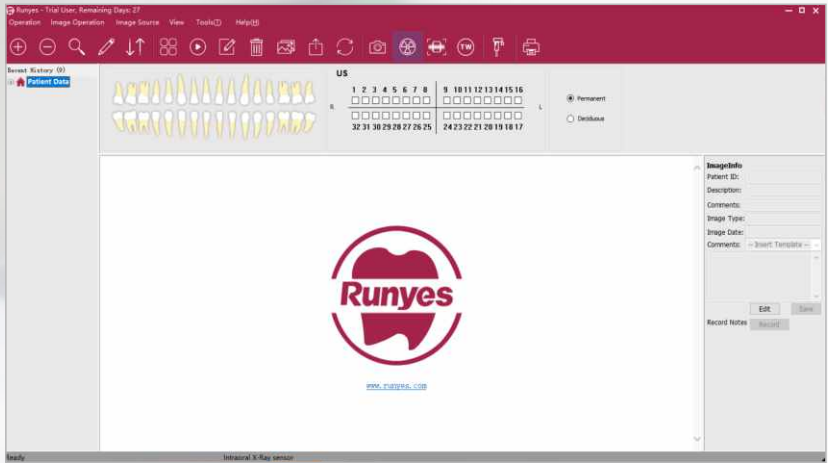 Runyes - Trial User, Remaining Days: 27
Operation Image Operation Image Source View Tools(T) Help(H)
TW
Recent History (9)
Patient Data
US
1 2 3 4 5 6 7 8 9 10 11 12 13 14 15 16
R L
32 31 30 29 28 27 26 25 24 23 22 21 20 19 18 17
Permanent
Deciduous
ImageInfo
Patient ID:
Description:
Comments:
Image Type:
Image Date:
Comments: -- Insert Template --
Edit Save
Record Notes Record
Runyes
www.runyes.com
Ready Intraoral X-Ray sensor